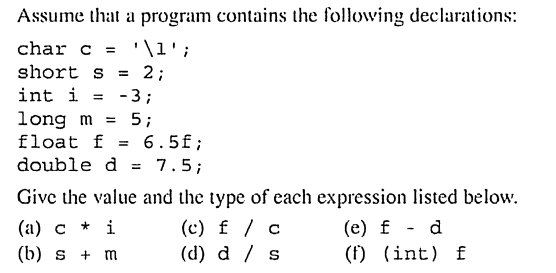 Assume that a program contains the following declarations:
char c = '\1';
short s = 2;
int i = -3;
long m = 5;
float f = 6.5f;
double d = 7.5;
Give the value and the type of each expression listed below.
(a) c * i (c) f / c (e) f - d
(b) s + m (d) d / s (f) (int) f